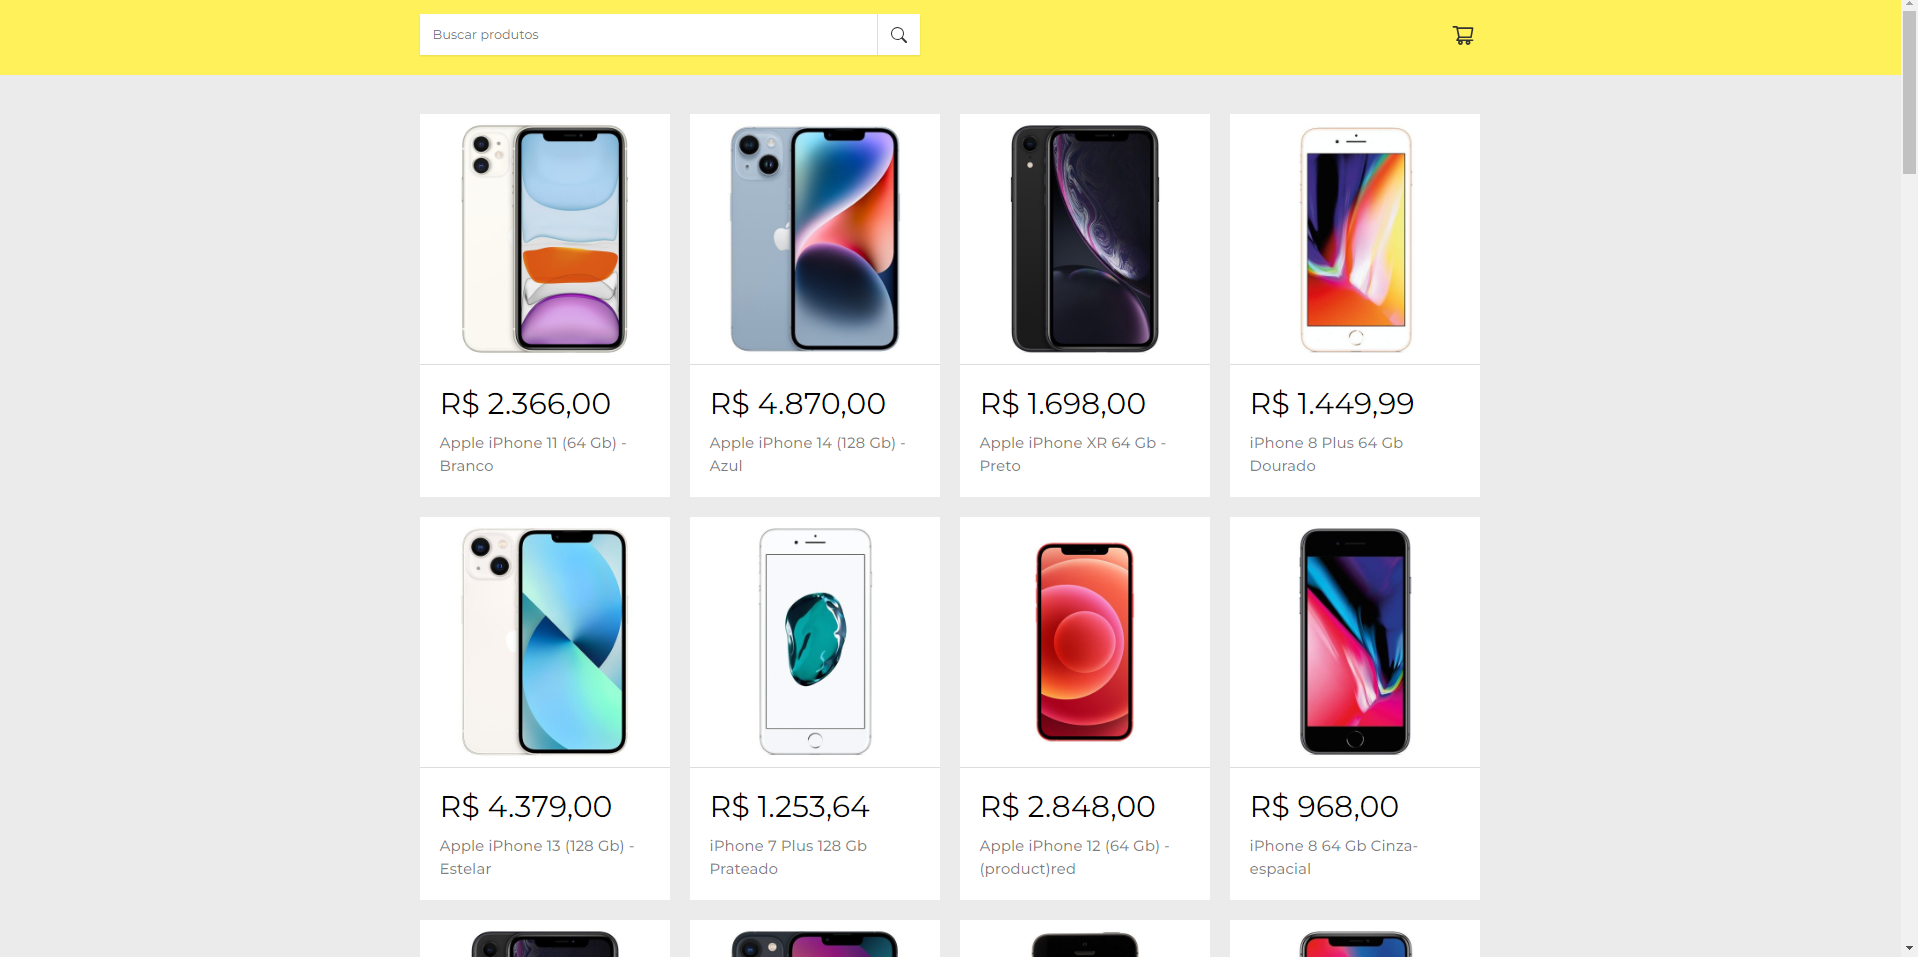 Buscar produtos
R$ 2.366,00
Apple iPhone 11 (64 Gb) -
Branco
R$ 4.870,00
Apple iPhone 14 (128 Gb) -
Azul
R$ 1.698,00
Apple iPhone XR 64 Gb -
Preto
R$ 1.449,99
iPhone 8 Plus 64 Gb
Dourado
R$ 4.379,00
Apple iPhone 13 (128 Gb) -
Estelar
R$ 1.253,64
iPhone 7 Plus 128 Gb
Prateado
R$ 2.848,00
Apple iPhone 12 (64 Gb) -
(product)red
R$ 968,00
iPhone 8 64 Gb Cinza-
espacial